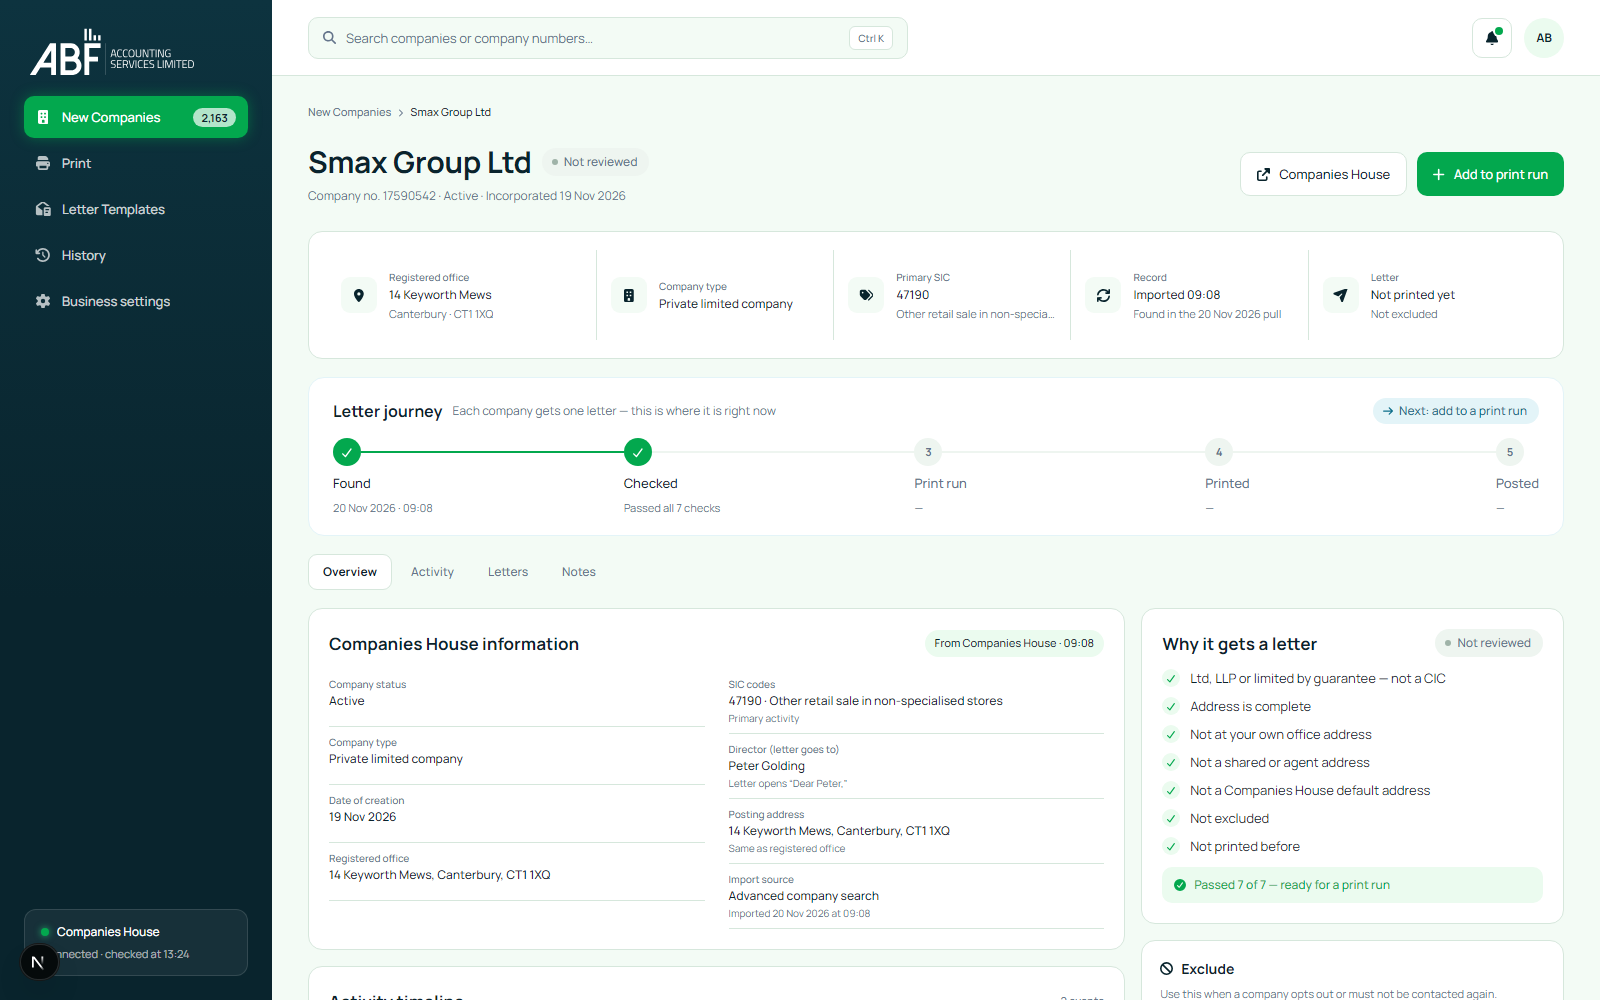 ABF ACCOUNTING
SERVICES LIMITED
New Companies 2,163
Print
Letter Templates
History
Business settings
Companies House
nnected · checked at 13:24
N
Search companies or company numbers... Ctrl K
AB
New Companies > Smax Group Ltd
Smax Group Ltd Not reviewed
Company no. 17590542 · Active · Incorporated 19 Nov 2026
Companies House
+ Add to print run
Registered office
14 Keyworth Mews
Canterbury · CT1 1XQ
Company type
Private limited company
Primary SIC
47190
Other retail sale in non-specia...
Record
Imported 09:08
Found in the 20 Nov 2026 pull
Letter
Not printed yet
Not excluded
Letter journey Each company gets one letter — this is where it is right now
→ Next: add to a print run
3 4 5
Found Checked Print run Printed Posted
20 Nov 2026 · 09:08 Passed all 7 checks — — —
Overview Activity Letters Notes
Companies House information From Companies House · 09:08
Company status
Active
Company type
Private limited company
Date of creation
19 Nov 2026
Registered office
14 Keyworth Mews, Canterbury, CT1 1XQ
SIC codes
47190 · Other retail sale in non-specialised stores
Primary activity
Director (letter goes to)
Peter Golding
Letter opens “Dear Peter,”
Posting address
14 Keyworth Mews, Canterbury, CT1 1XQ
Same as registered office
Import source
Advanced company search
Imported 20 Nov 2026 at 09:08
Why it gets a letter Not reviewed
Ltd, LLP or limited by guarantee — not a CIC
Address is complete
Not at your own office address
Not a shared or agent address
Not a Companies House default address
Not excluded
Not printed before
Passed 7 of 7 — ready for a print run
Exclude
Use this when a company opts out or must not be contacted again.
Activity timeline